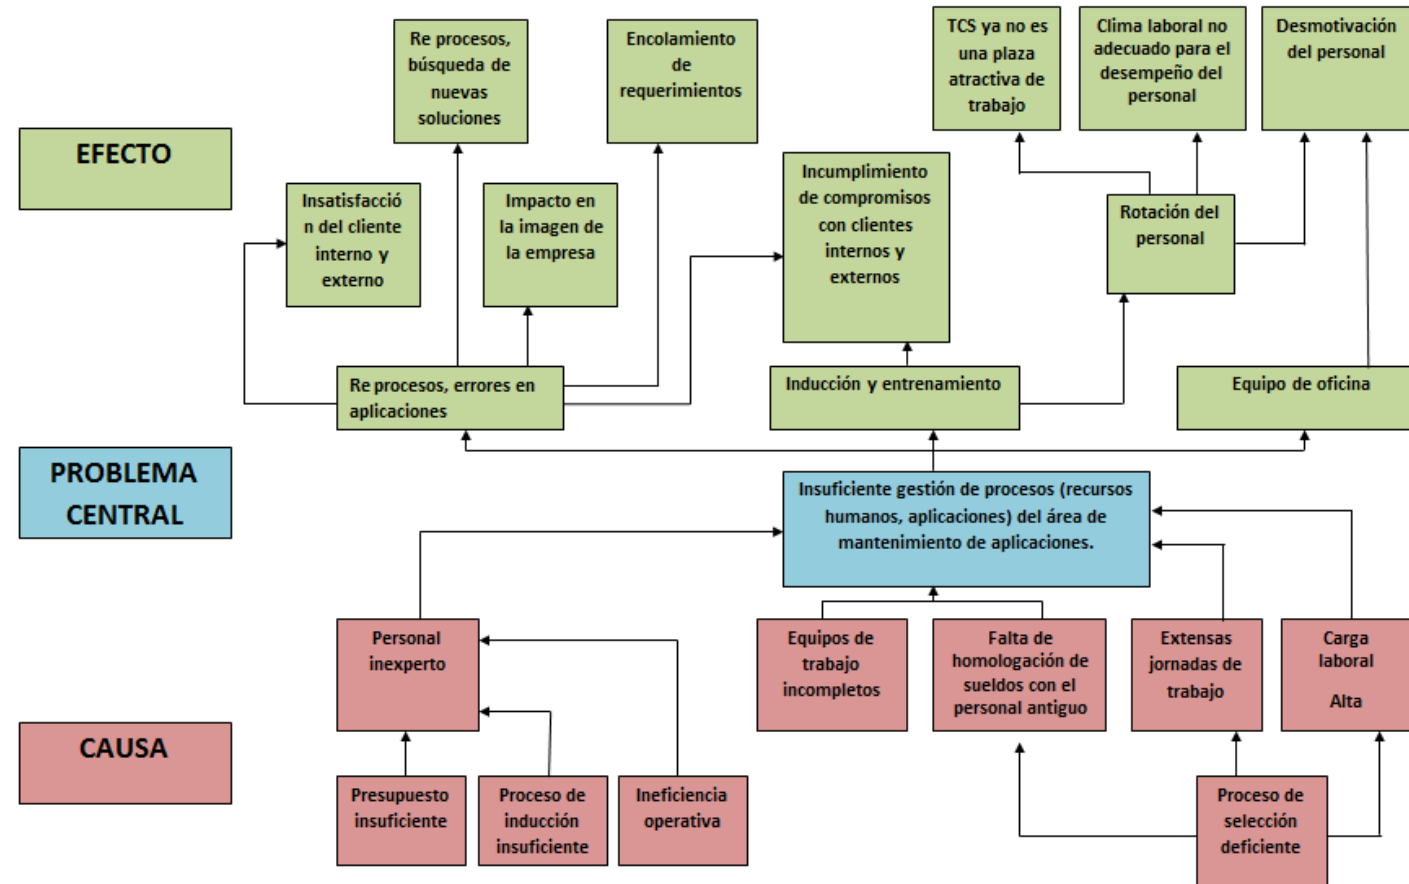 Re procesos,
búsqueda de
nuevas
soluciones
Encolamiento
de
requerimientos
TCS ya no es
una plaza
atractiva de
trabajo
Clima laboral no
adecuado para el
desempeño del
personal
Desmotivación
del personal
EFECTO
Insatisfacció
n del cliente
interno y
externo
Impacto en
la imagen de
la empresa
Incumplimiento
de compromisos
con clientes
internos y
externos
Rotación del
personal
Re procesos, errores en
aplicaciones
Inducción y entrenamiento
Equipo de oficina
PROBLEMA
CENTRAL
Insuficiente gestión de procesos (recursos
humanos, aplicaciones) del área de
mantenimiento de aplicaciones.
Personal
inexperto
Equipos de
trabajo
incompletos
Falta de
homologación de
sueldos con el
personal antiguo
Extensas
jornadas de
trabajo
Carga
laboral
Alta
CAUSA
Presupuesto
insuficiente
Proceso de
inducción
insuficiente
Ineficiencia
operativa
Proceso de
selección
deficiente